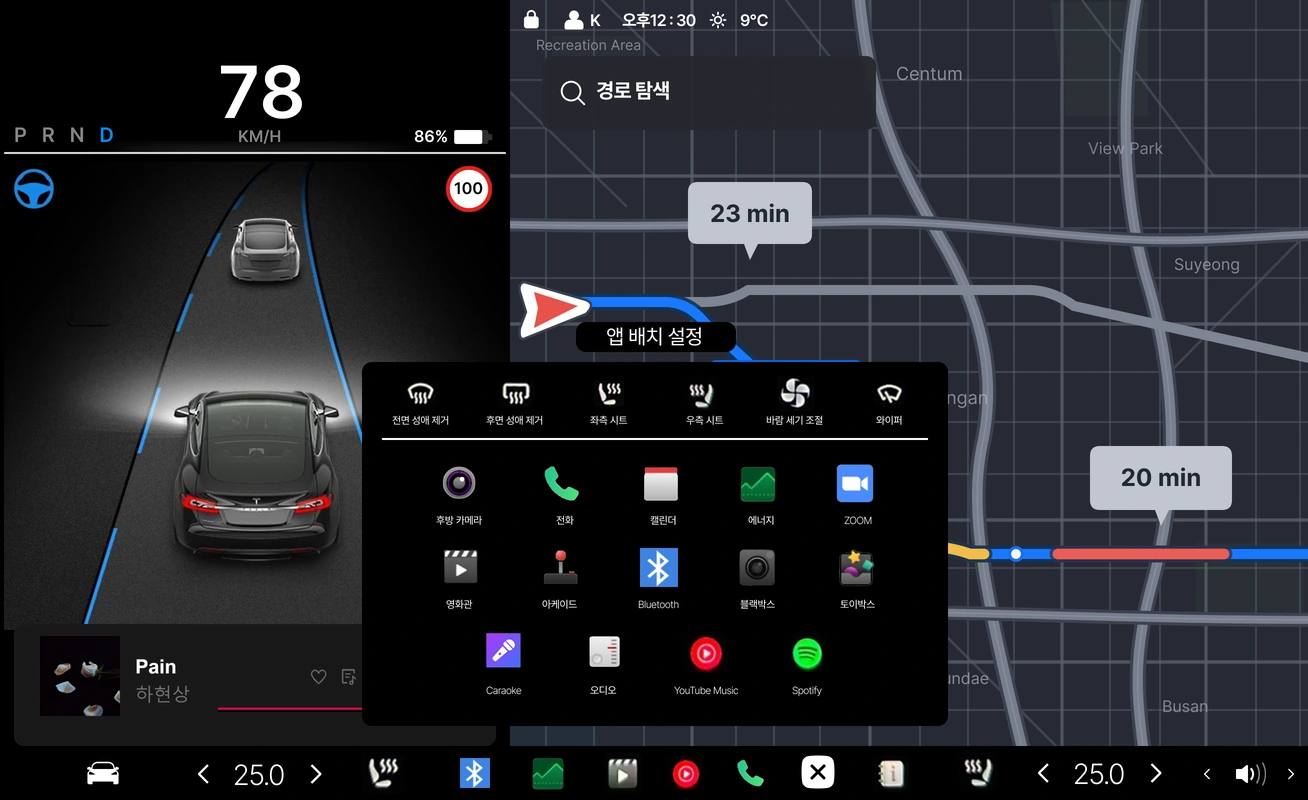 78
KM/H
P R N D
86%
100
K 오후12:30 9°C
Recreation Area
경로 탐색
Centum
View Park
23 min
Suyeong
앱 배치 설정
전면 성애 제거 후면 성애 제거 좌측 시트 우측 시트 바람 세기 조절 와이퍼
후방 카메라 전화 캘린더 에너지 ZOOM
영화관 아케이드 Bluetooth 블랙박스 토이박스
Caraoke 오디오 YouTube Music Spotify
ngan
20 min
undae
Busan
Pain
하현상
25.0
25.0